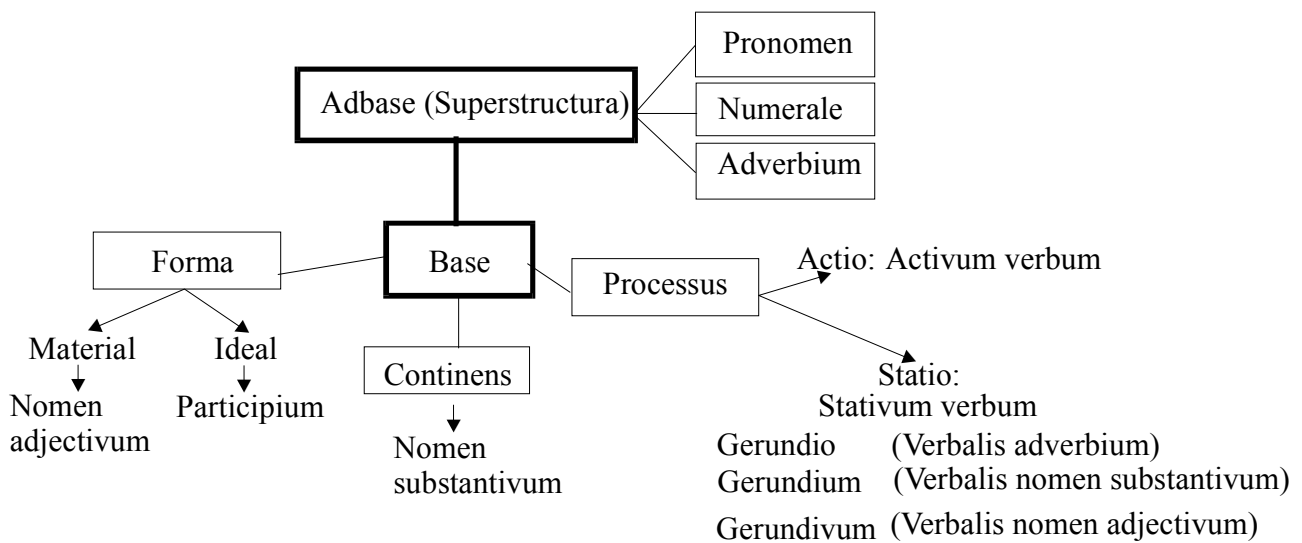 Pronomen
Adbase (Superstructura)
Numerale
Adverbium
Forma
Base
Processus
Actio: Activum verbum
Material
Ideal
Continens
Statio:
Stativum verbum
Nomen
adjectivum
Participium
Nomen
substantivum
Gerundio (Verbalis adverbium)
Gerundium (Verbalis nomen substantivum)
Gerundivum (Verbalis nomen adjectivum)